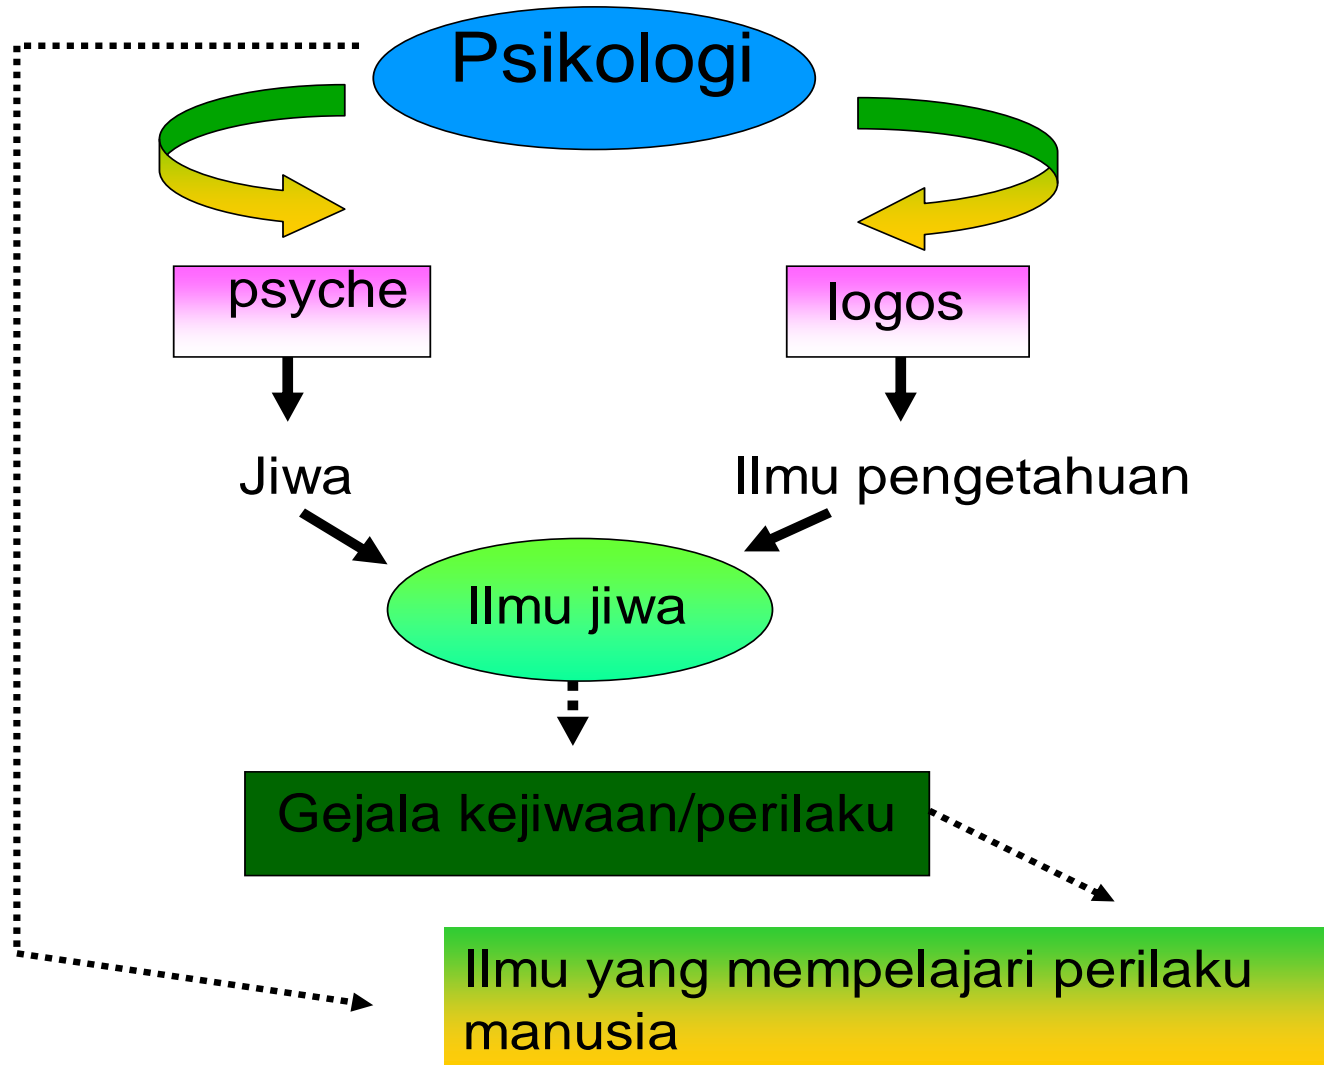 Psikologi
psyche
logos
Jiwa
Ilmu pengetahuan
Ilmu jiwa
Gejala kejiwaan/perilaku
Ilmu yang mempelajari perilaku
manusia